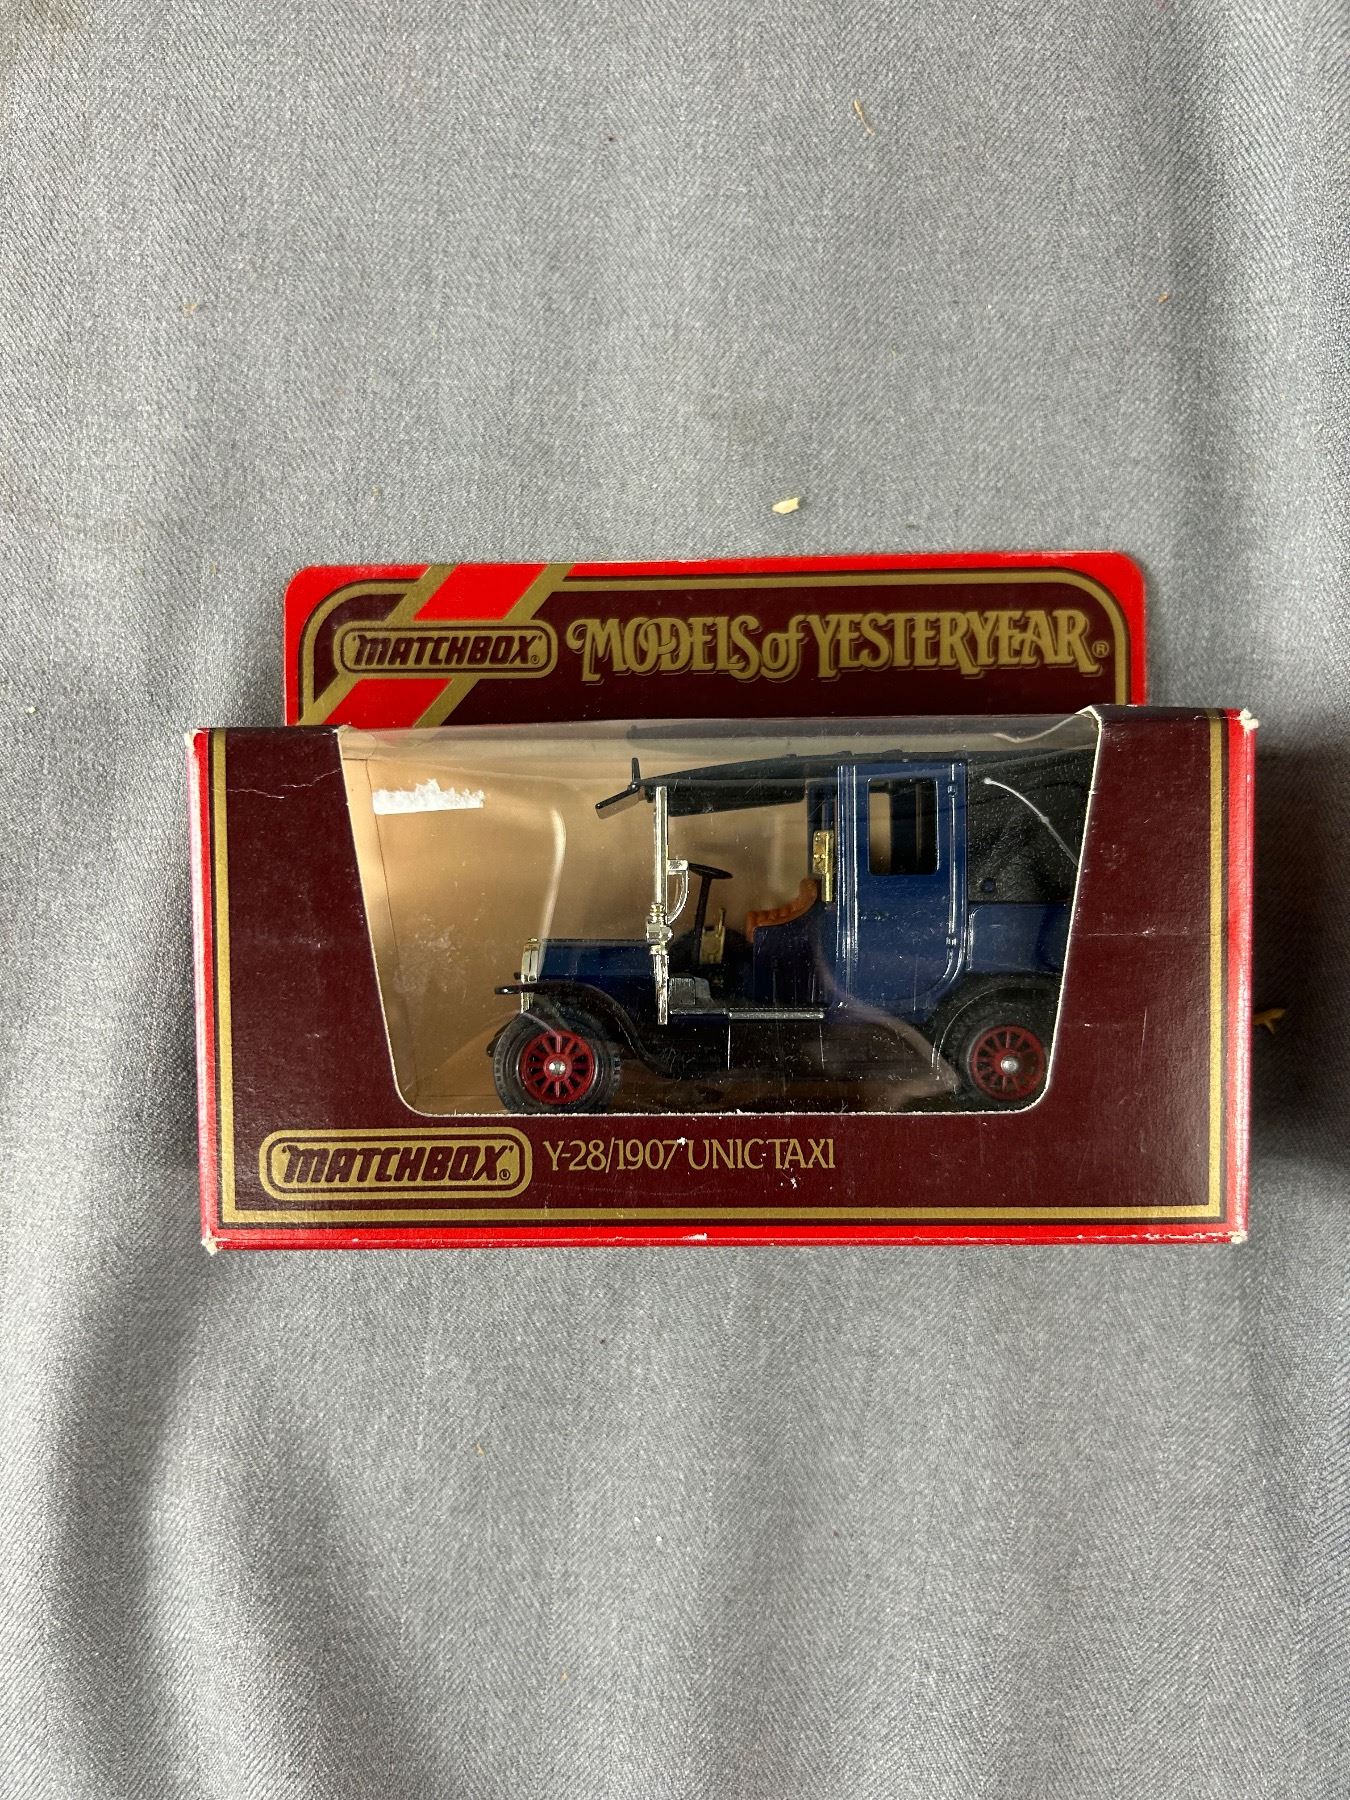 MATCHBOX® MODELS of YESTERYEAR®
MATCHBOX® Y-28/1907 UNIC TAXI